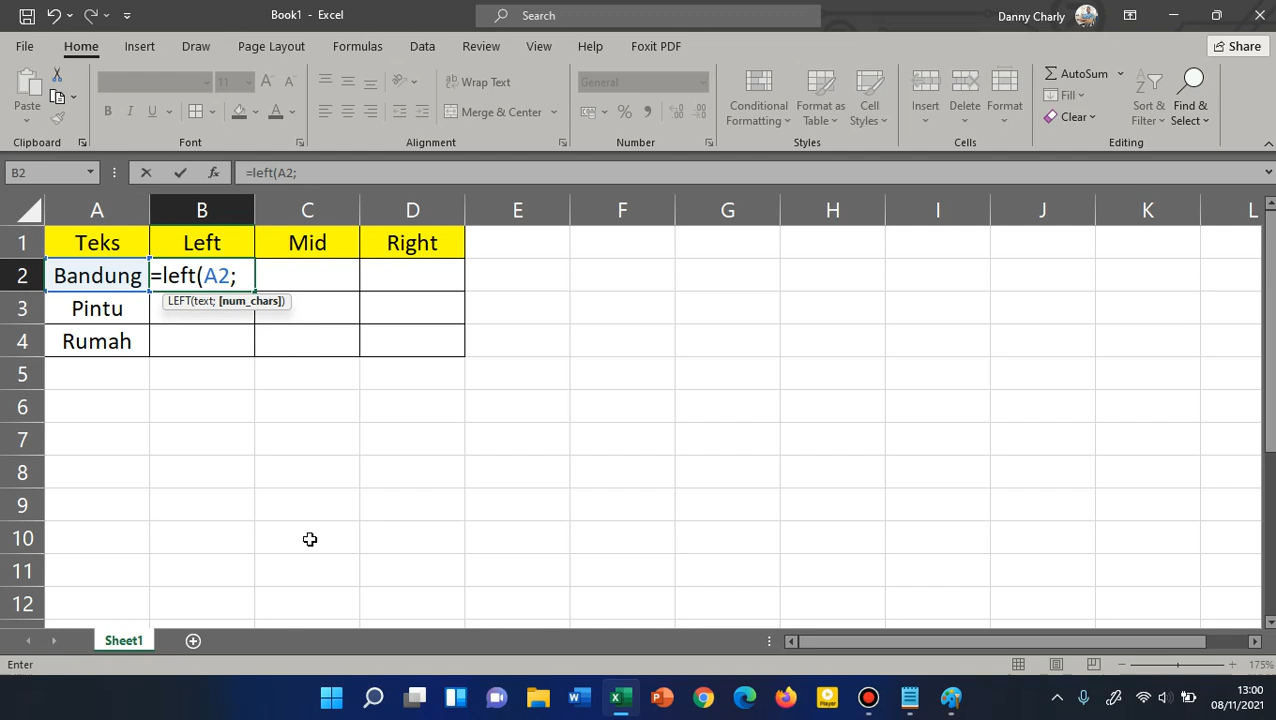 Book1 - Excel
Search
Danny Charly
File Home Insert Draw Page Layout Formulas Data Review View Help Foxit PDF
Share
Paste
Clipboard
11
B I U
Font
Wrap Text
Merge & Center
Alignment
General
%
Number
Conditional Formatting
Format as Table
Cell Styles
Styles
Insert
Delete
Format
Cells
AutoSum
Fill
Clear
Sort & Filter
Find & Select
Editing
B2
fx
=left(A2;
A B C D E F G H I J K L
1 Teks Left Mid Right
2 Bandung =left(A2;
LEFT(text; [num_chars])
3 Pintu
4 Rumah
5
6
7
8
9
10
11
12
Sheet1
Enter
175%
Player
13:00
08/11/2021